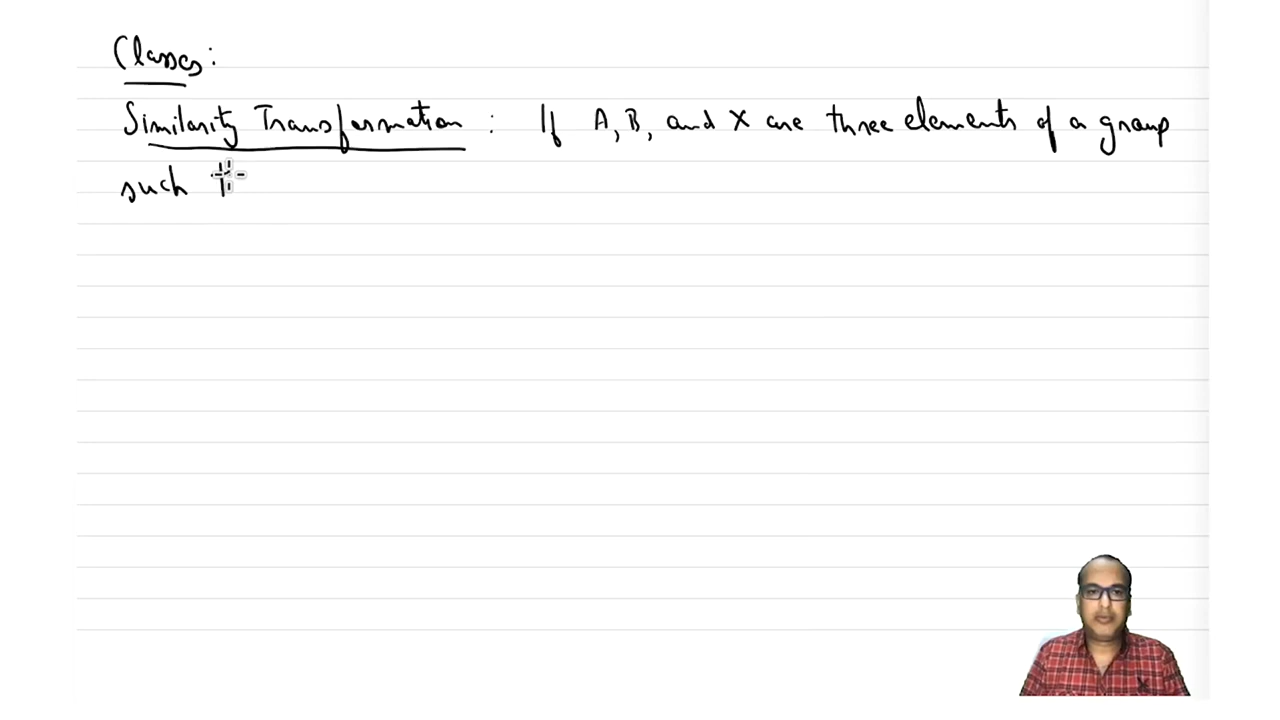 Classes:
Similarity Transformation : If A, B, and X are three elements of a group
such